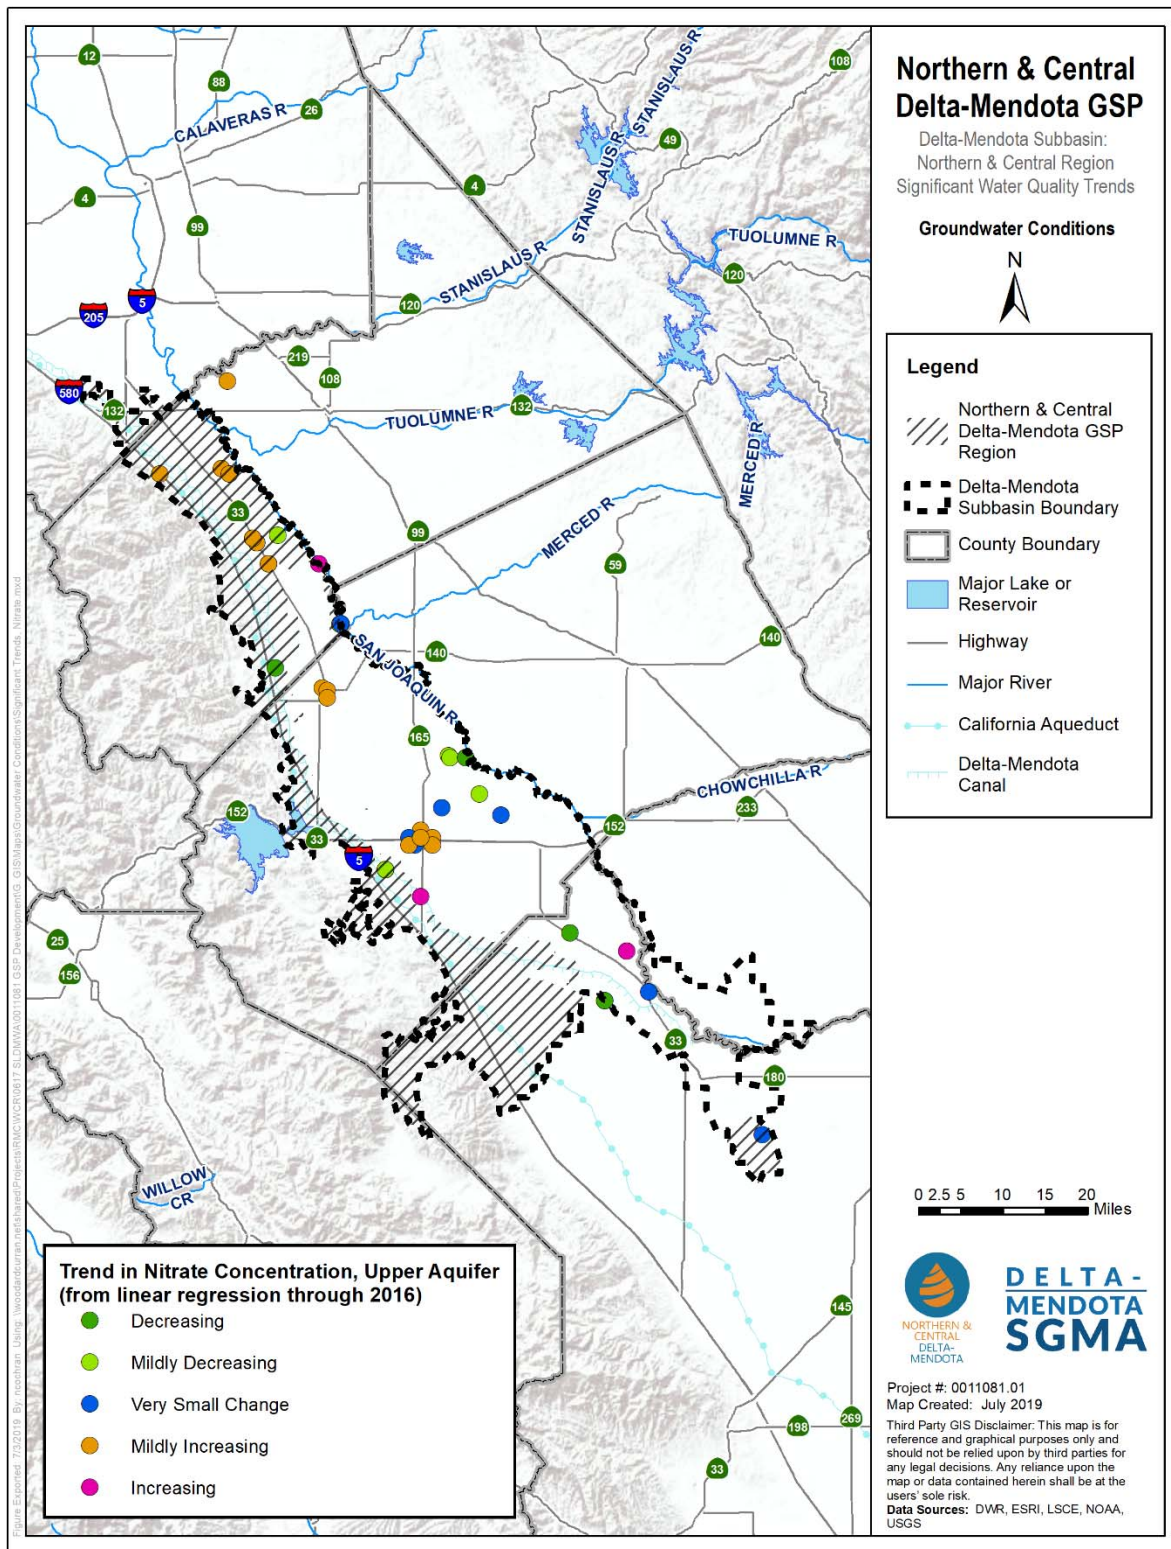 Northern & Central
Delta-Mendota GSP
Delta-Mendota Subbasin:
Northern & Central Region
Significant Water Quality Trends
Groundwater Conditions
N
Legend
Northern & Central
Delta-Mendota GSP
Region
Delta-Mendota
Subbasin Boundary
County Boundary
Major Lake or
Reservoir
Highway
Major River
California Aqueduct
Delta-Mendota
Canal
0 2.5 5 10 15 20
Miles
NORTHERN &
CENTRAL
DELTA-
MENDOTA
DELTA-
MENDOTA
SGMA
Project #: 0011081.01
Map Created: July 2019
Third Party GIS Disclaimer: This map is for
reference and graphical purposes only and
should not be relied upon by third parties for
any legal decisions. Any reliance upon the
map or data contained herein shall be at the
users' sole risk.
Data Sources: DWR, ESRI, LSCE, NOAA,
USGS
12
88
26
CALAVERAS R
108
49
STANISLAUS R
STANISLAUS R
4
4
99
TUOLUMNE R
120
STANISLAUS R
120
5
205
219
108
580
132
TUOLUMNE R
132
MERCED R
33
99
MERCED R
59
140
SAN JOAQUIN R
140
165
CHOWCHILLA R
233
152
152
33
5
25
156
33
180
WILLOW
CR
145
198
269
33
Trend in Nitrate Concentration, Upper Aquifer
(from linear regression through 2016)
Decreasing
Mildly Decreasing
Very Small Change
Mildly Increasing
Increasing